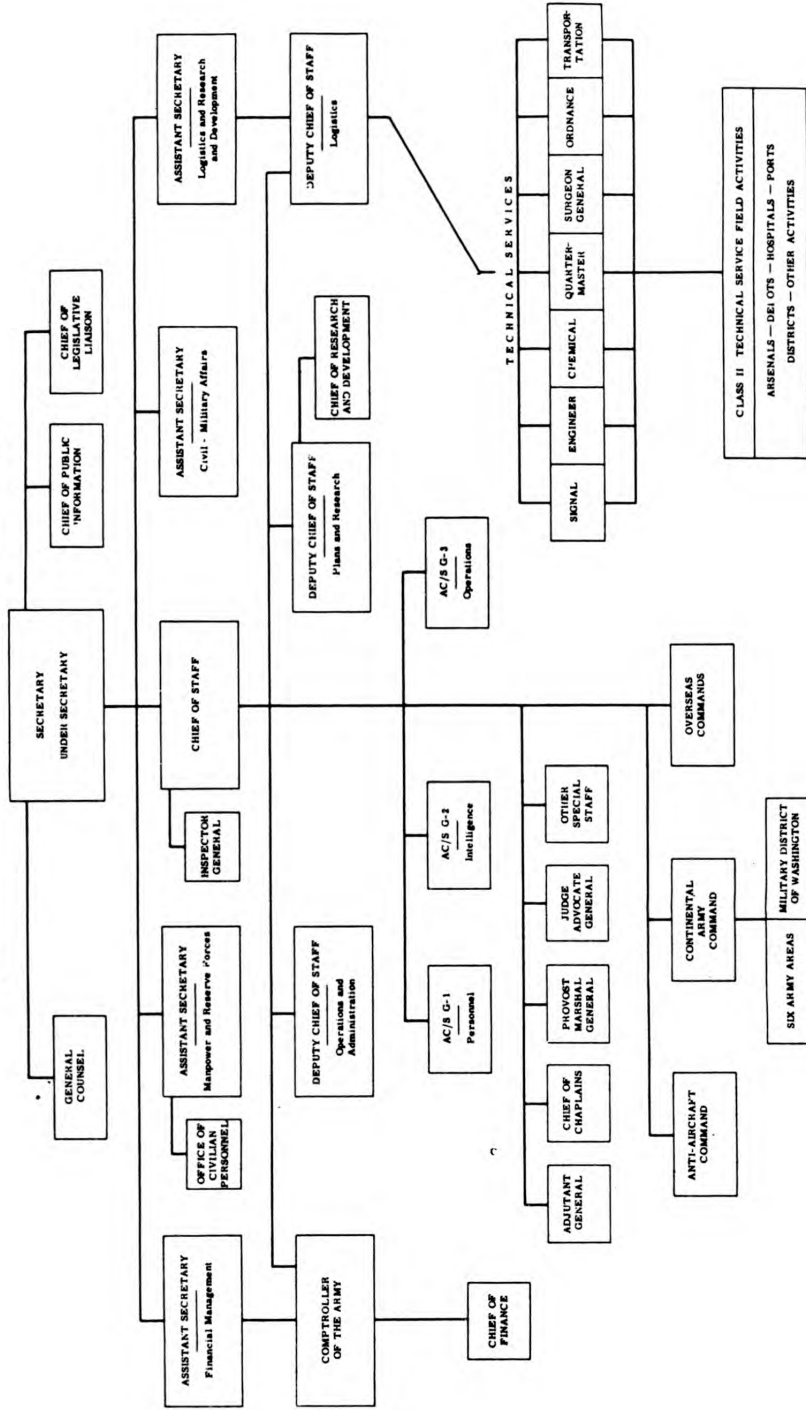 SECRETARY
UNDER SECRETARY
GENERAL
COUNSEL
CHIEF OF PUBLIC
INFORMATION
CHIEF OF
LEGISLATIVE
LIAISON
ASSISTANT SECRETARY
Financial Management
OFFICE OF
CIVILIAN
PERSONNEL
ASSISTANT SECRETARY
Manpower and Reserve Forces
INSPECTOR
GENERAL
CHIEF OF STAFF
ASSISTANT SECRETARY
Civil - Military Affairs
ASSISTANT SECRETARY
Logistics and Research
and Development
COMPTROLLER
OF THE ARMY
DEPUTY CHIEF OF STAFF
Operations and
Administration
DEPUTY CHIEF OF STAFF
Plans and Research
CHIEF OF RESEARCH
AND DEVELOPMENT
DEPUTY CHIEF OF STAFF
Logistics
CHIEF OF
FINANCE
AC/S G-1
Personnel
AC/S G-2
Intelligence
AC/S G-3
Operations
TECHNICAL SERVICES
SIGNAL
ENGINEER
CHEMICAL
QUARTER-
MASTER
SURGEON
GENERAL
ORDNANCE
TRANSPOR-
TATION
ADJUTANT
GENERAL
CHIEF OF
CHAPLAINS
PROVOST
MARSHAL
GENERAL
JUDGE
ADVOCATE
GENERAL
OTHER
SPECIAL
STAFF
ANTI-AIRCRAFT
COMMAND
CONTINENTAL
ARMY
COMMAND
OVERSEAS
COMMANDS
SIX ARMY AREAS
MILITARY DISTRICT
OF WASHINGTON
CLASS II TECHNICAL SERVICE FIELD ACTIVITIES
ARSENALS — DEPOTS — HOSPITALS — PORTS
DISTRICTS — OTHER ACTIVITIES